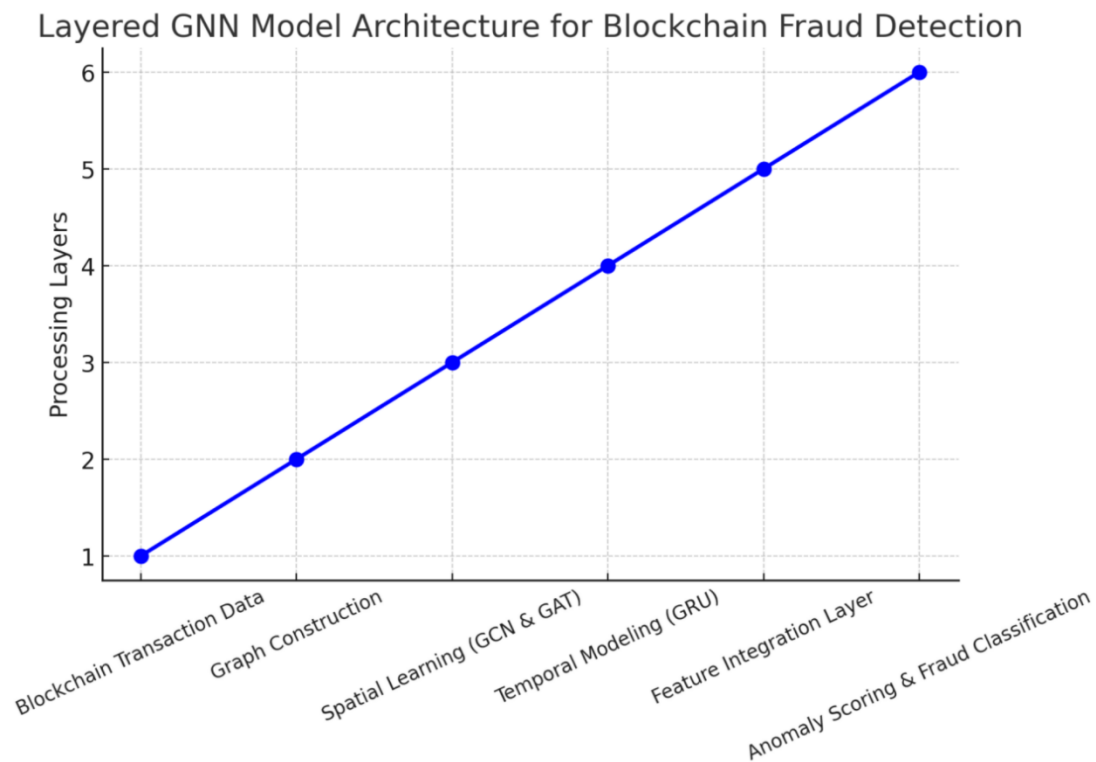 Layered GNN Model Architecture for Blockchain Fraud Detection
Processing Layers
6
5
4
3
2
1
Blockchain Transaction Data
Graph Construction
Spatial Learning (GCN & GAT)
Temporal Modeling (GRU)
Feature Integration Layer
Anomaly Scoring & Fraud Classification